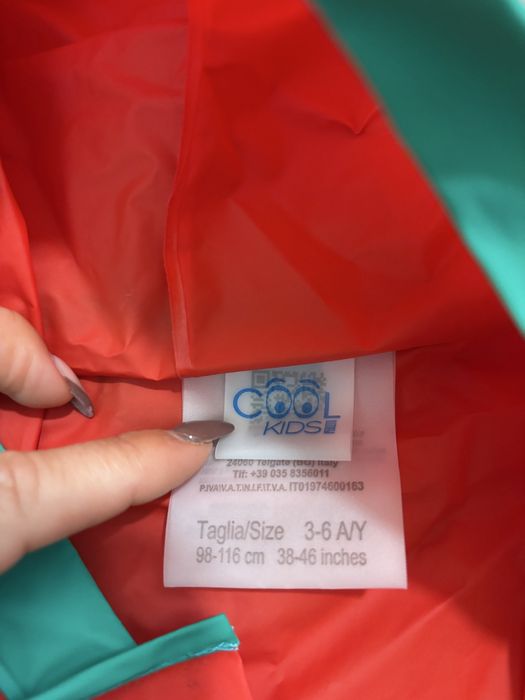 COOL
KIDS
24060 Telgate (BG) Italy
Tlf: +39 035 8356011
P.IVA/V.A.T./N.I.F./T.V.A. IT01974600163
Taglia/Size 3-6 A/Y
98-116 cm 38-46 inches